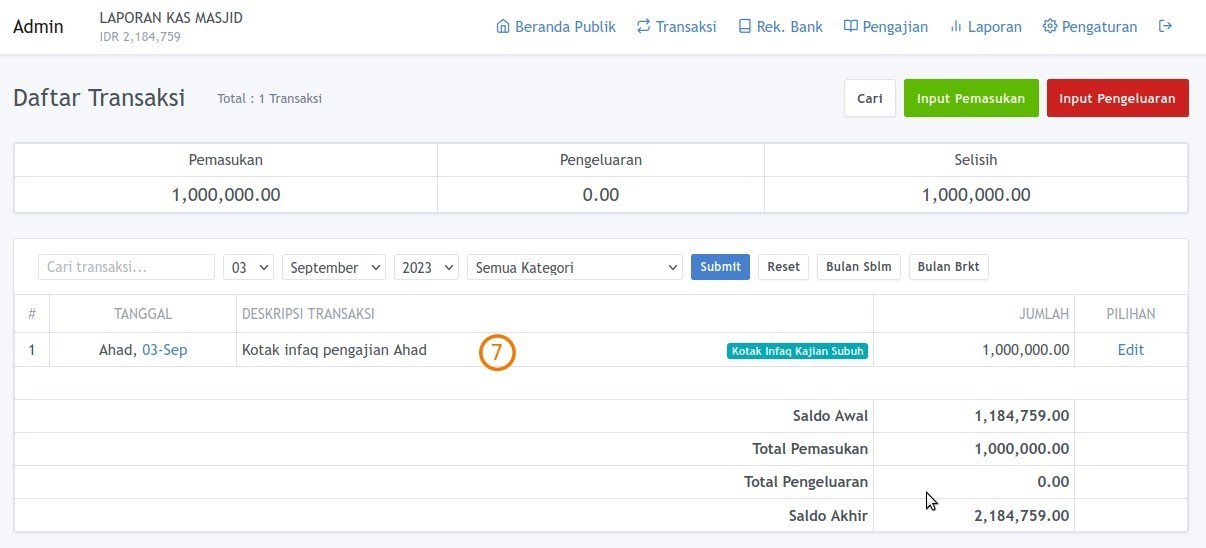 Admin LAPORAN KAS MASJID
IDR 2,184,759
Beranda Publik Transaksi Rek. Bank Pengajian Laporan Pengaturan
Daftar Transaksi Total : 1 Transaksi Cari Input Pemasukan Input Pengeluaran
Pemasukan Pengeluaran Selisih
1,000,000.00 0.00 1,000,000.00
Cari transaksi... 03 September 2023 Semua Kategori Submit Reset Bulan Sblm Bulan Brkt
# TANGGAL DESKRIPSI TRANSAKSI JUMLAH PILIHAN
1 Ahad, 03-Sep Kotak infaq pengajian Ahad 7 Kotak Infaq Kajian Subuh 1,000,000.00 Edit
Saldo Awal 1,184,759.00
Total Pemasukan 1,000,000.00
Total Pengeluaran 0.00
Saldo Akhir 2,184,759.00